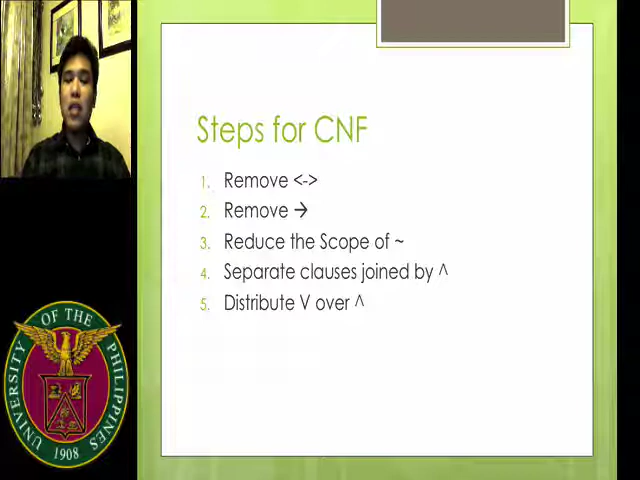 Steps for CNF
1. Remove <->
2. Remove →
3. Reduce the Scope of ~
4. Separate clauses joined by ^
5. Distribute V over ^
UNIVERSITY OF THE PHILIPPINES
1908